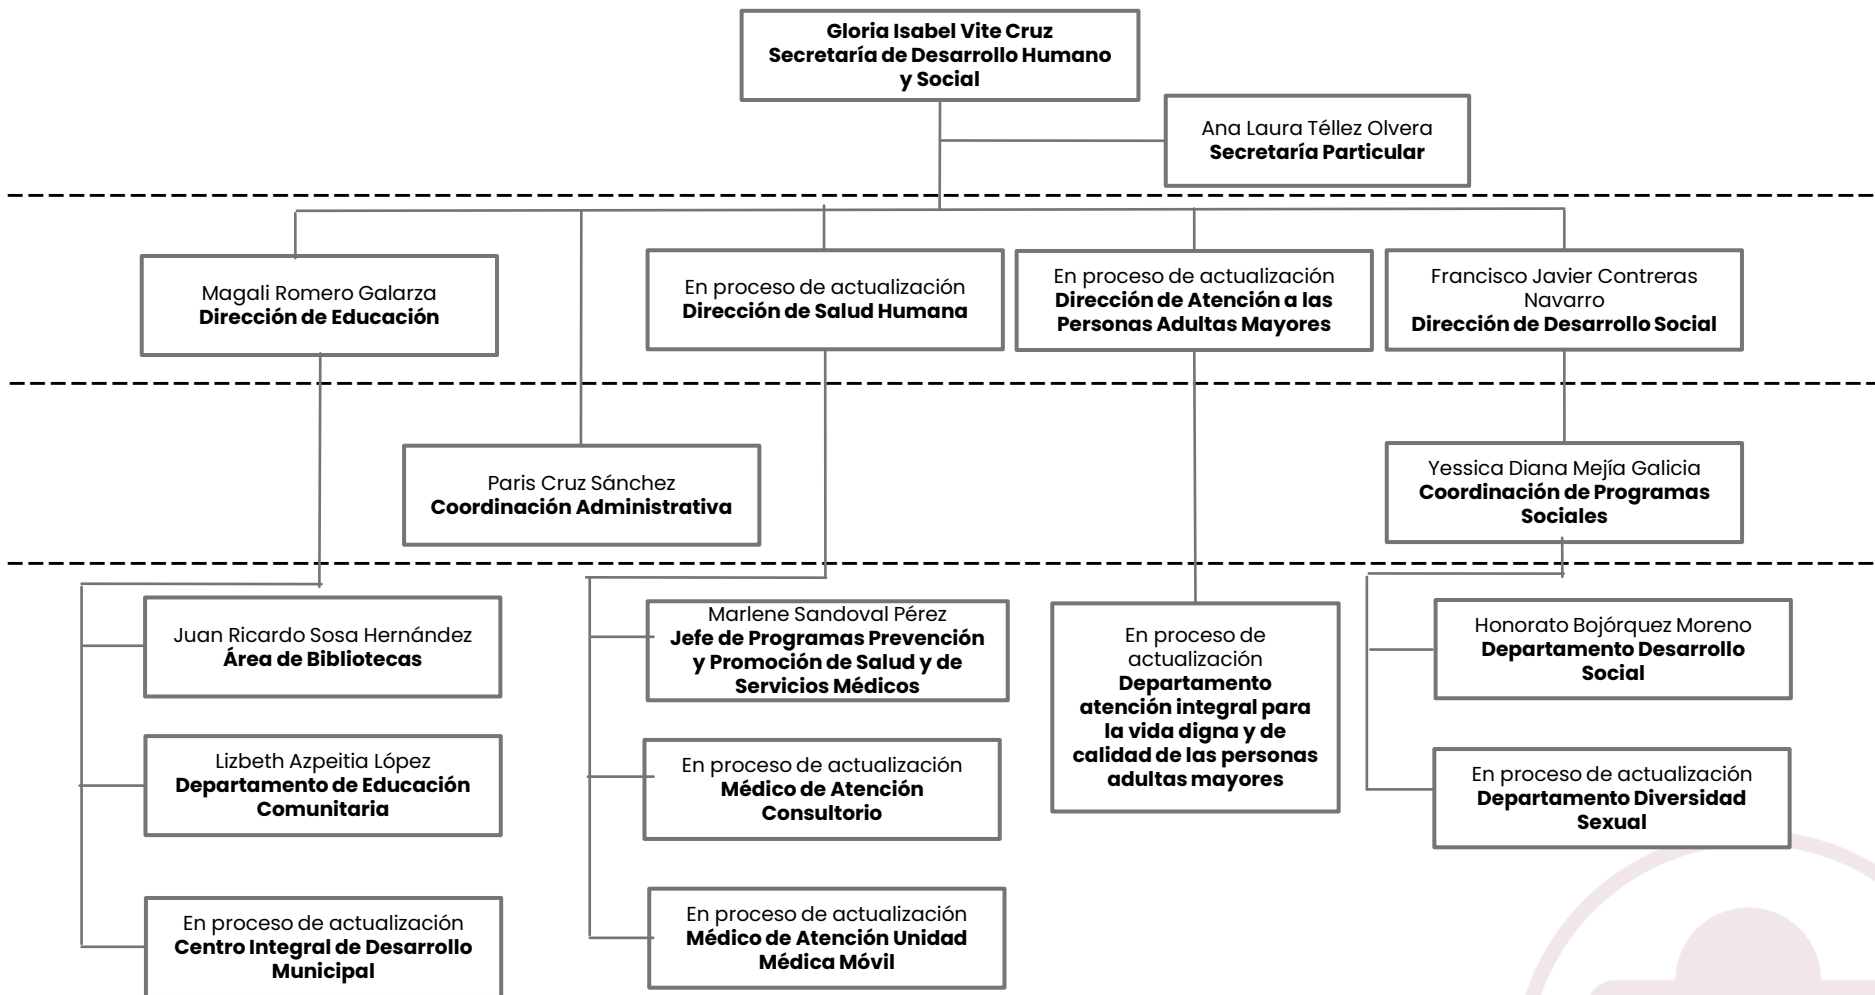 Gloria Isabel Vite Cruz
Secretaría de Desarrollo Humano
y Social
Ana Laura Téllez Olvera
Secretaría Particular
Magali Romero Galarza
Dirección de Educación
En proceso de actualización
Dirección de Salud Humana
En proceso de actualización
Dirección de Atención a las
Personas Adultas Mayores
Francisco Javier Contreras
Navarro
Dirección de Desarrollo Social
Paris Cruz Sánchez
Coordinación Administrativa
Yessica Diana Mejía Galicia
Coordinación de Programas
Sociales
Juan Ricardo Sosa Hernández
Área de Bibliotecas
Lizbeth Azpeitia López
Departamento de Educación
Comunitaria
En proceso de actualización
Centro Integral de Desarrollo
Municipal
Marlene Sandoval Pérez
Jefe de Programas Prevención
y Promoción de Salud y de
Servicios Médicos
En proceso de actualización
Médico de Atención
Consultorio
En proceso de actualización
Médico de Atención Unidad
Médica Móvil
En proceso de
actualización
Departamento
atención integral para
la vida digna y de
calidad de las personas
adultas mayores
Honorato Bojórquez Moreno
Departamento Desarrollo
Social
En proceso de actualización
Departamento Diversidad
Sexual